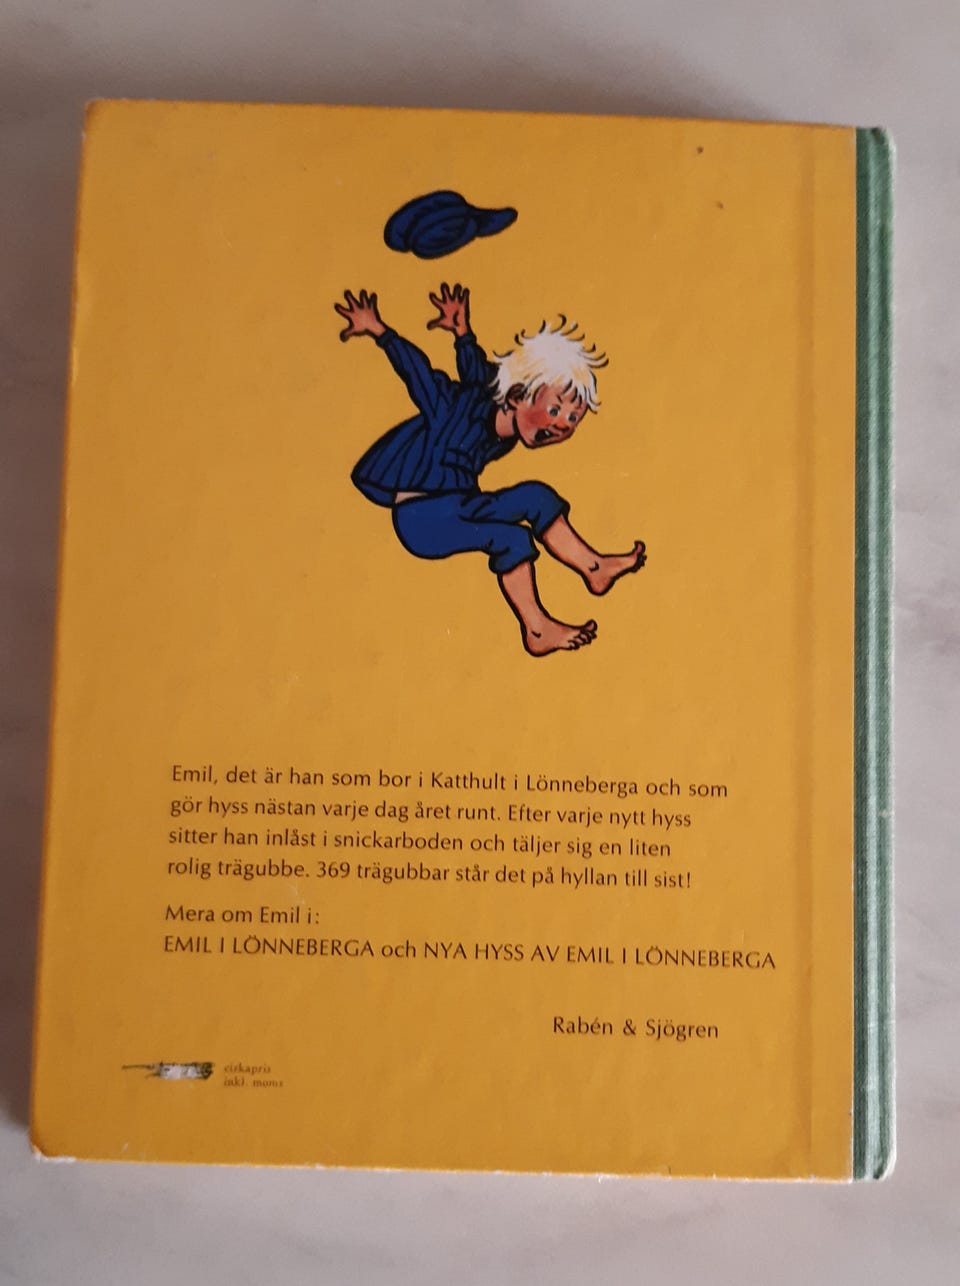 Emil, det är han som bor i Katthult i Lönneberga och som
gör hyss nästan varje dag året runt. Efter varje nytt hyss
sitter han inlåst i snickarboden och täljer sig en liten
rolig trägubbe. 369 trägubbar står det på hyllan till sist!
Mera om Emil i:
EMIL I LÖNNEBERGA och NYA HYSS AV EMIL I LÖNNEBERGA
Rabén & Sjögren
cirkapris
inkl. moms